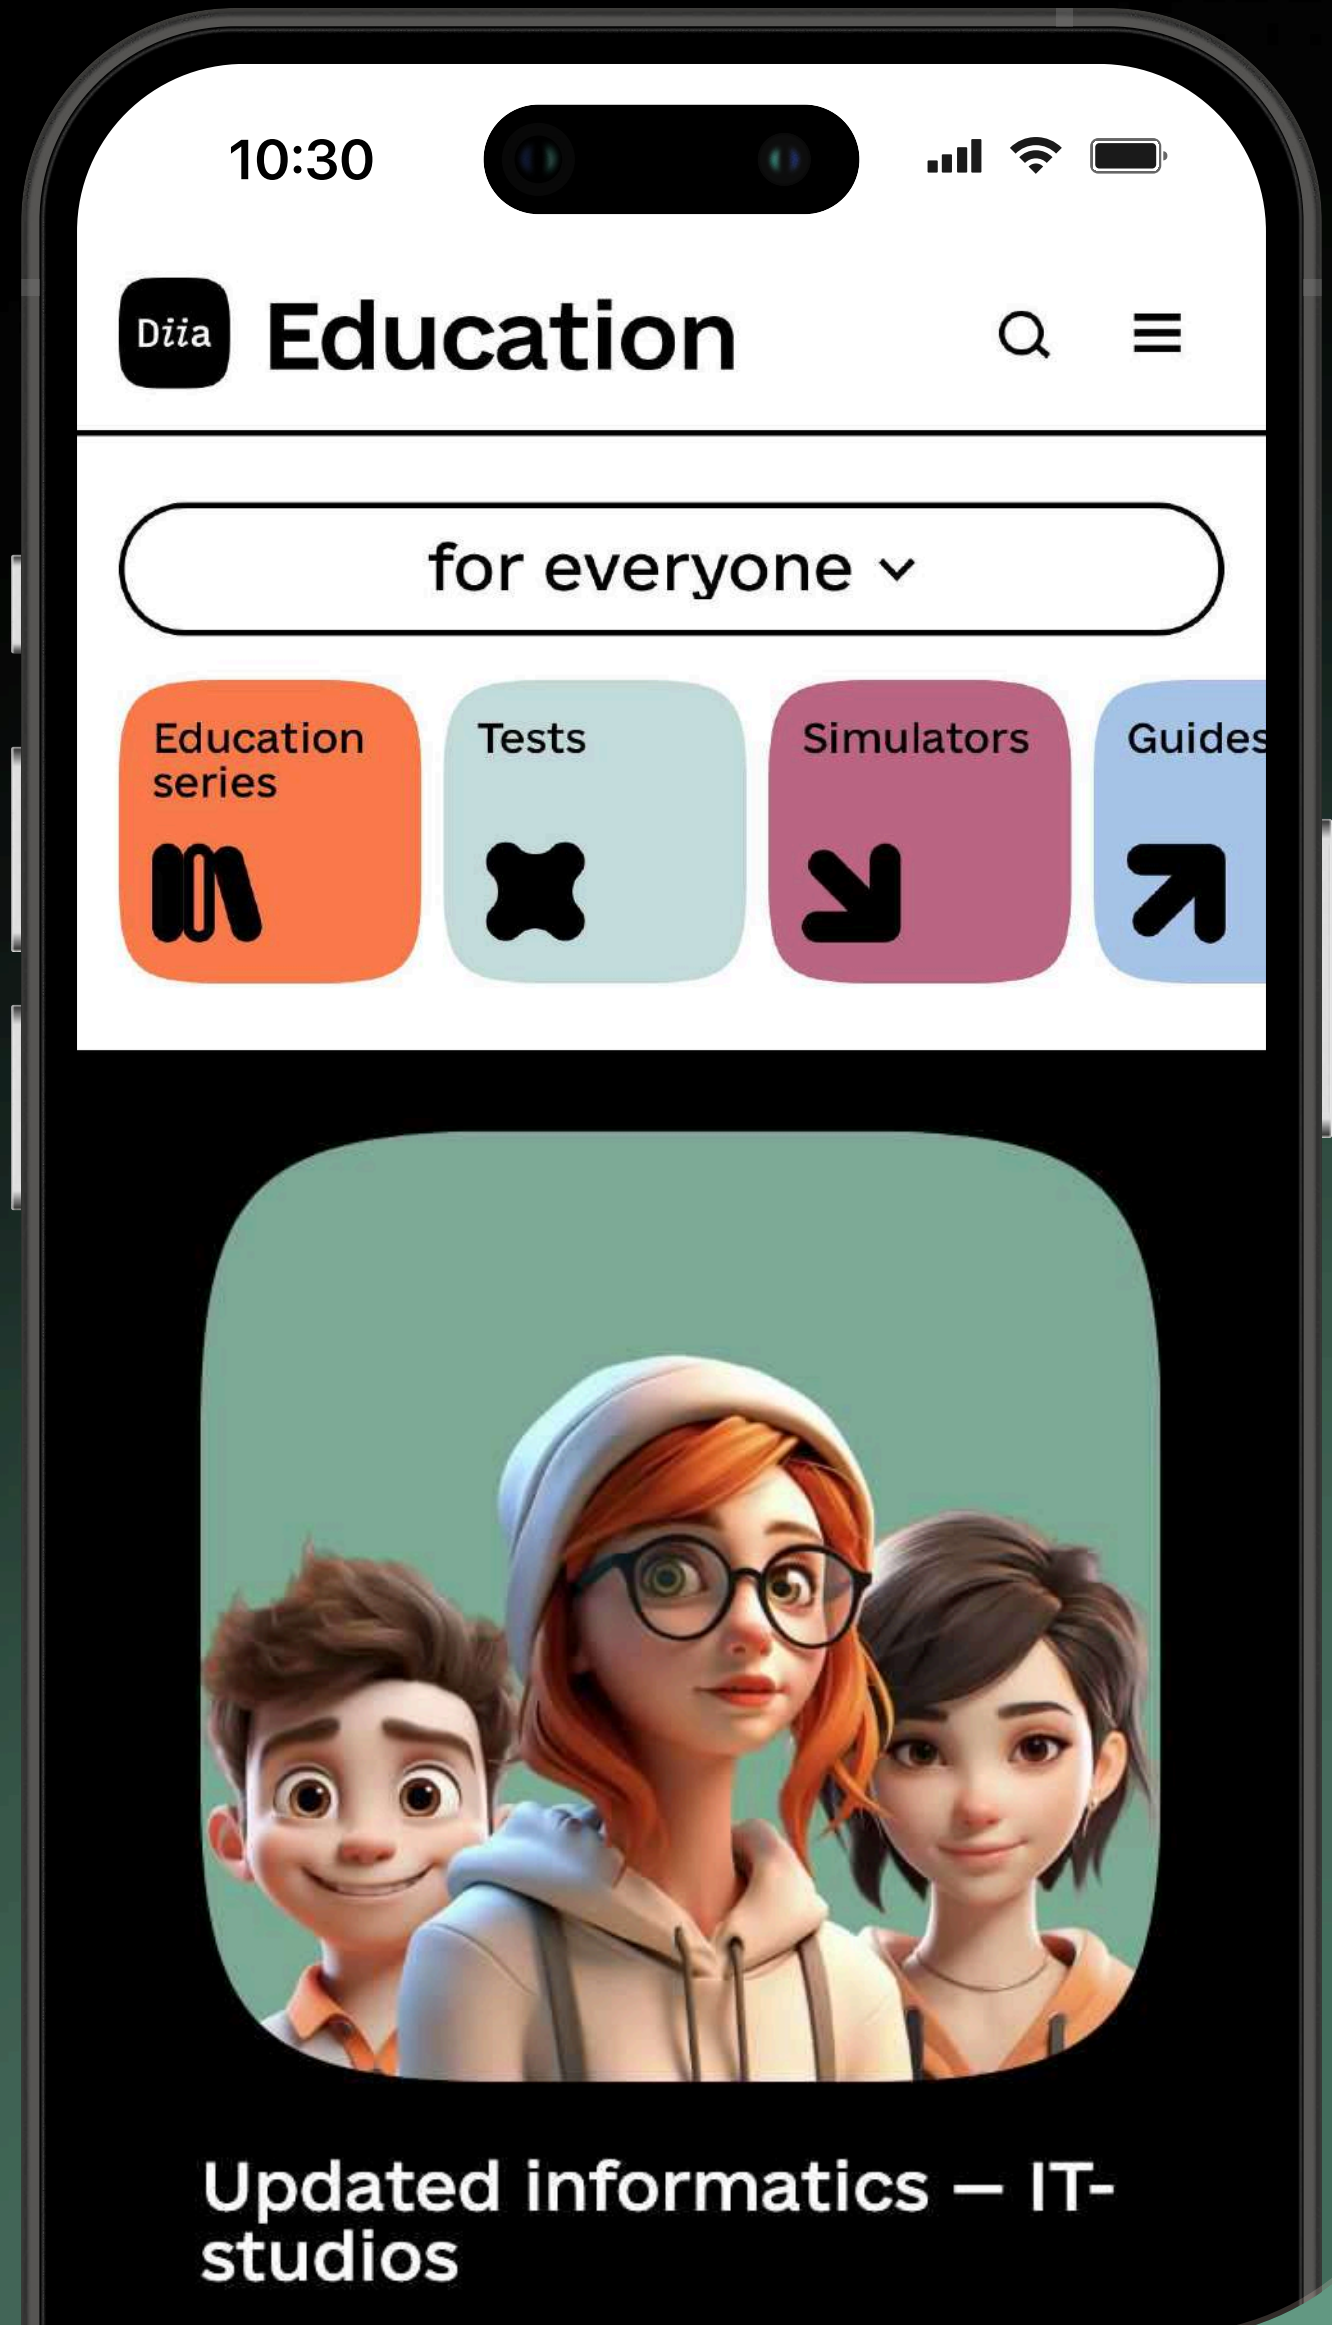 10:30
Diia
Education
for everyone
Education
series
Tests
Simulators
Guides
Updated informatics – IT-
studios